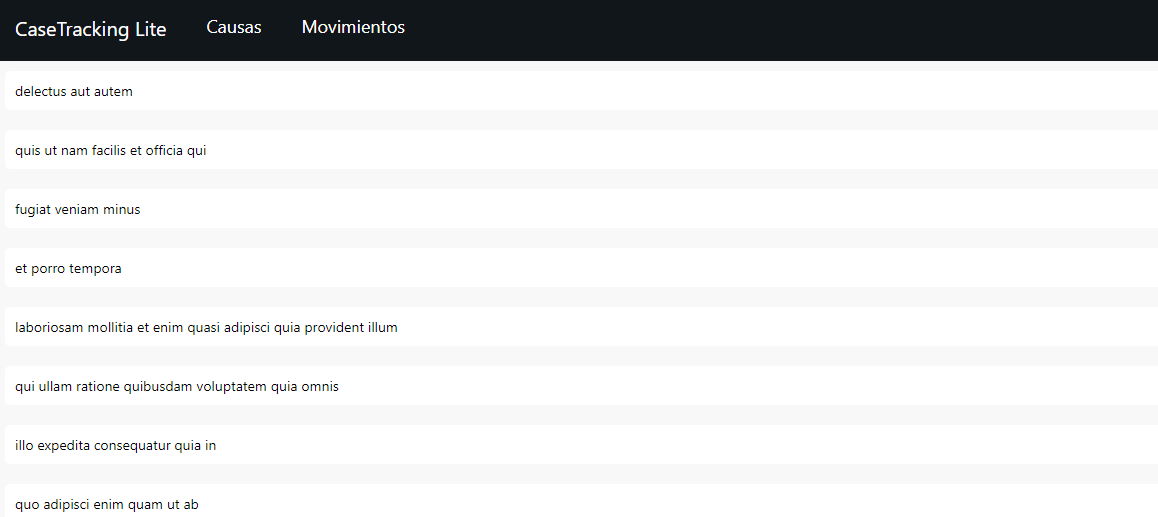 CaseTracking Lite Causas Movimientos
delectus aut autem
quis ut nam facilis et officia qui
fugiat veniam minus
et porro tempora
laboriosam mollitia et enim quasi adipisci quia provident illum
qui ullam ratione quibusdam voluptatem quia omnis
illo expedita consequatur quia in
quo adipisci enim quam ut ab